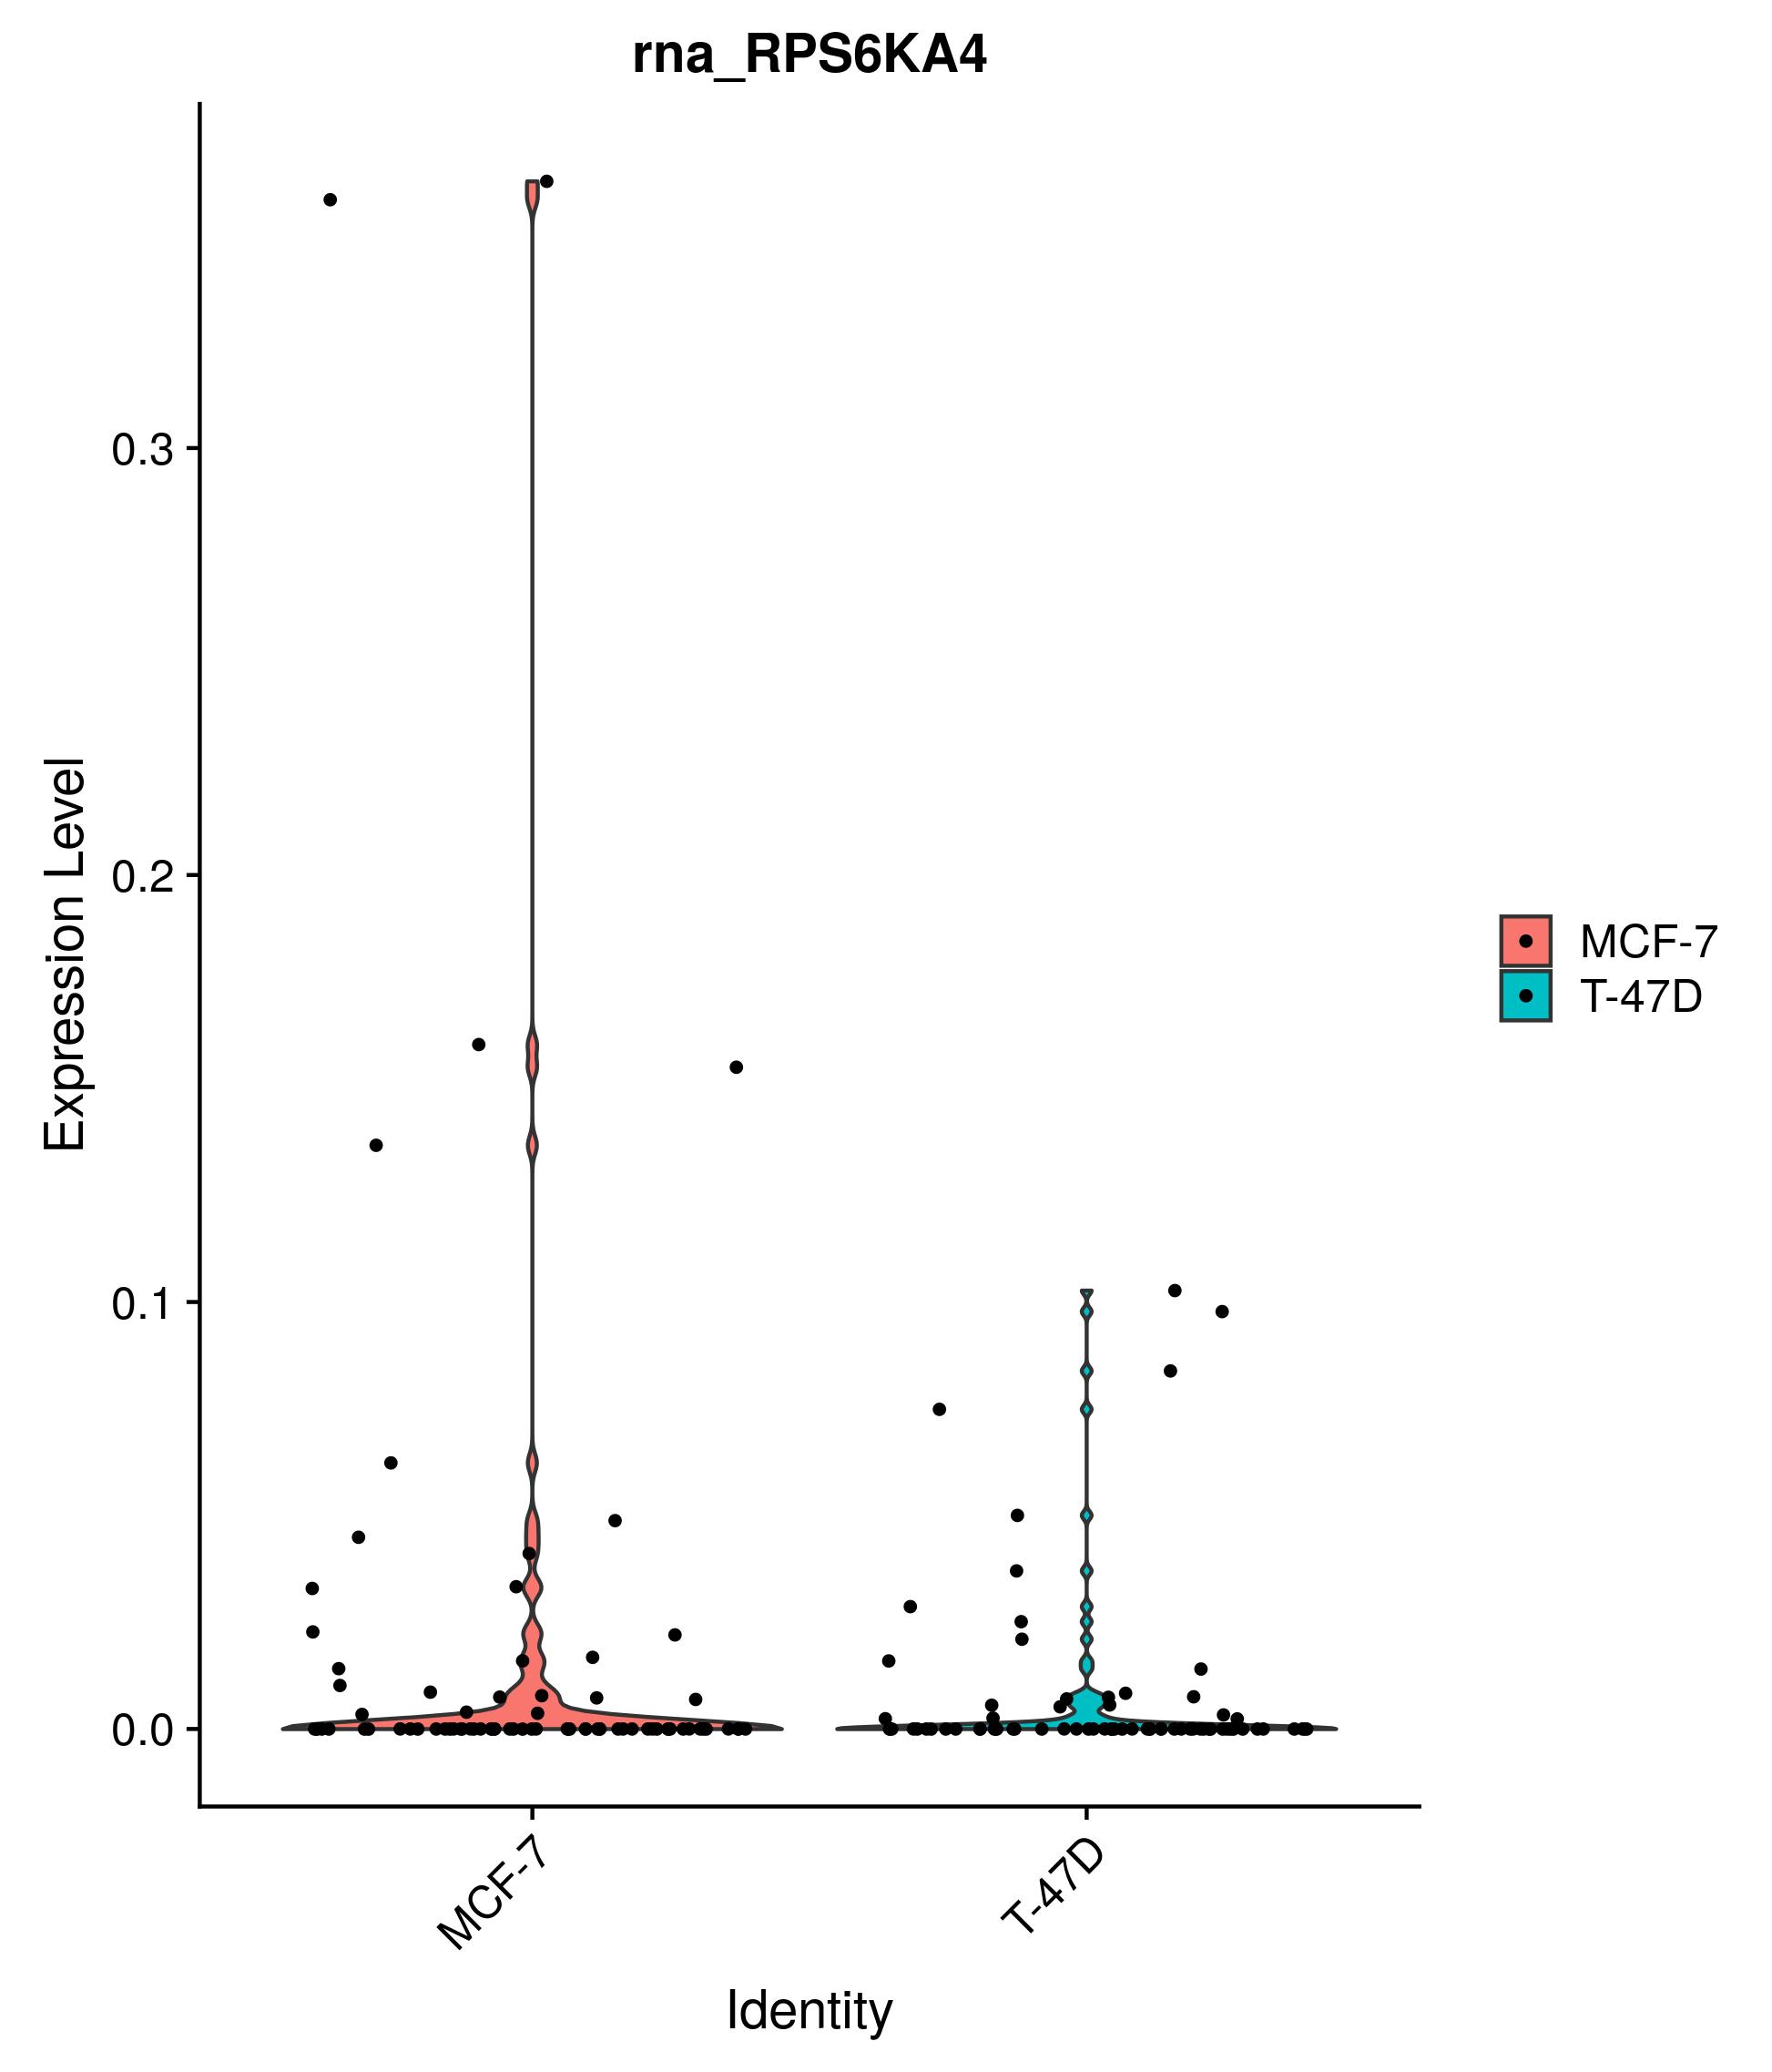 rna_RPS6KA4
Expression Level
0.3
0.2
0.1
0.0
MCF-7
T-47D
Identity
MCF-7
T-47D